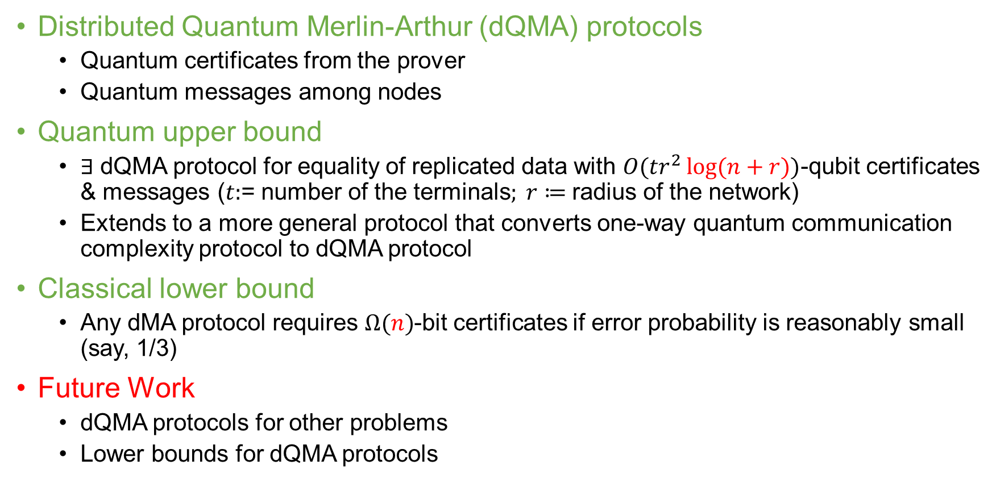 • Distributed Quantum Merlin-Arthur (dQMA) protocols
• Quantum certificates from the prover
• Quantum messages among nodes
• Quantum upper bound
• ∃ dQMA protocol for equality of replicated data with 𝑂(𝑡𝑟² log(𝑛 + 𝑟))-qubit certificates
& messages (𝑡:= number of the terminals; 𝑟 ≔ radius of the network)
• Extends to a more general protocol that converts one-way quantum communication
complexity protocol to dQMA protocol
• Classical lower bound
• Any dMA protocol requires Ω(𝑛)-bit certificates if error probability is reasonably small
(say, 1/3)
• Future Work
• dQMA protocols for other problems
• Lower bounds for dQMA protocols